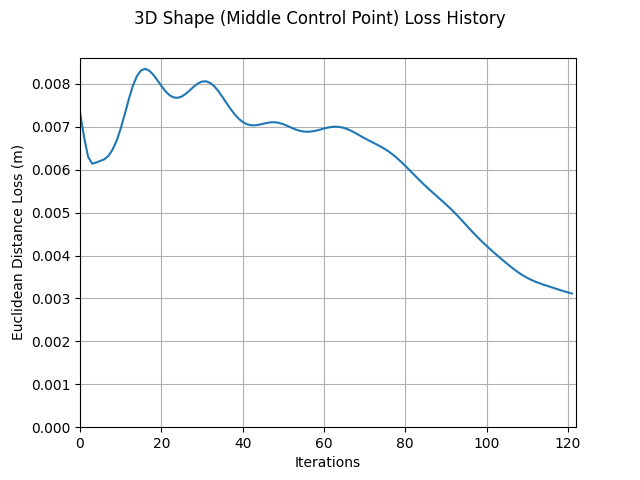 3D Shape (Middle Control Point) Loss History
0.008
0.007
0.006
0.005
0.004
0.003
0.002
0.001
0.000
Euclidean Distance Loss (m)
0 20 40 60 80 100 120
Iterations